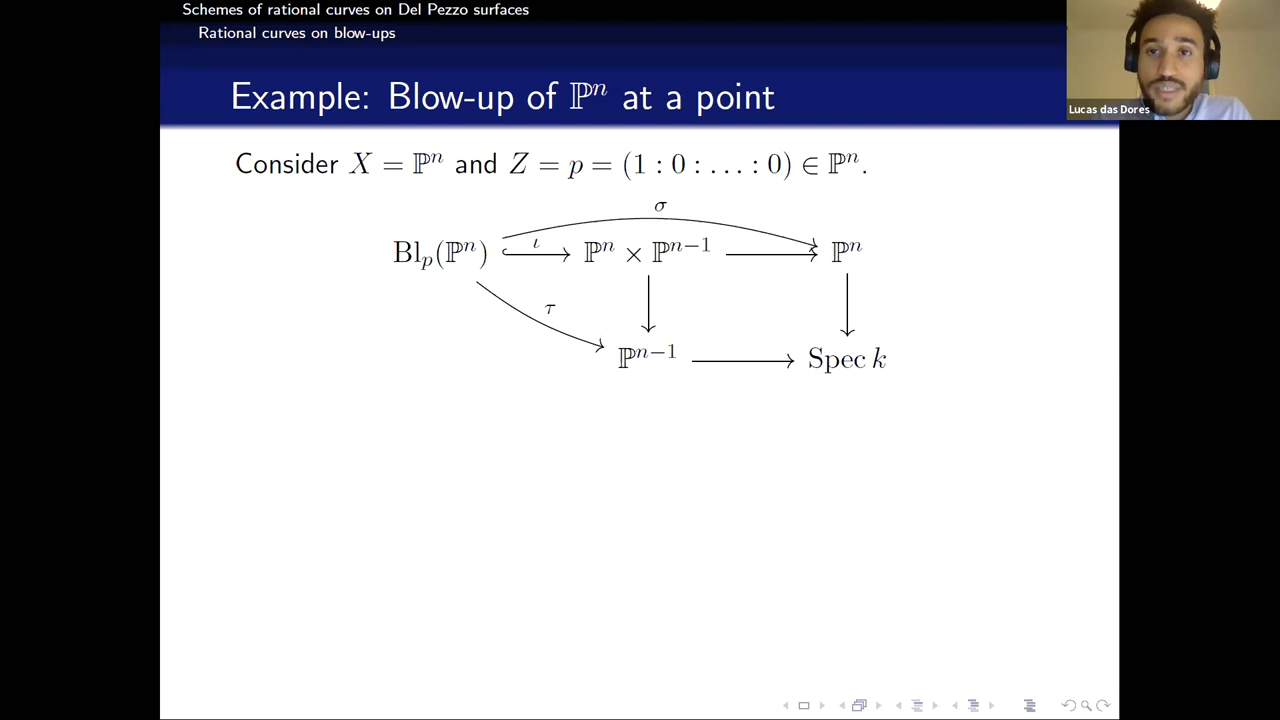 Schemes of rational curves on Del Pezzo surfaces
Rational curves on blow-ups
Example: Blow-up of ℙⁿ at a point
Lucas das Dores
Consider X = ℙⁿ and Z = p = (1 : 0 : … : 0) ∈ ℙⁿ.
σ
Blₚ(ℙⁿ) ι ℙⁿ × ℙⁿ⁻¹ ℙⁿ
τ
ℙⁿ⁻¹ Spec k